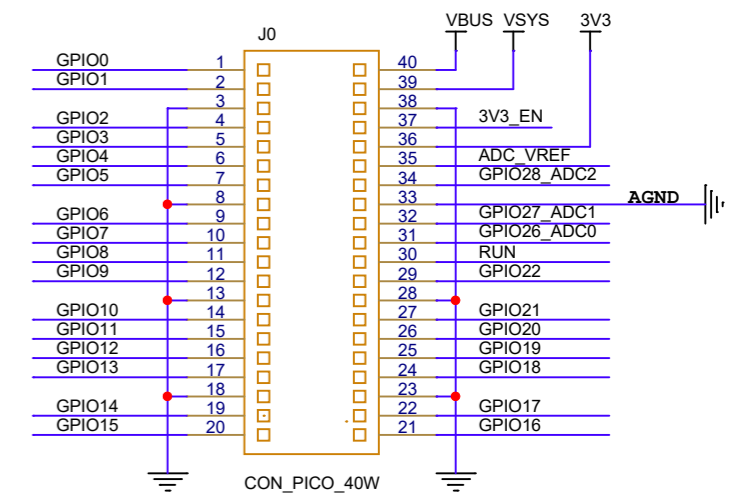 VBUS VSYS 3V3
J0
GPIO0 1 40
GPIO1 2 39
3 38
GPIO2 4 37 3V3_EN
GPIO3 5 36
GPIO4 6 35 ADC_VREF
GPIO5 7 34 GPIO28_ADC2
8 33 AGND
GPIO6 9 32 GPIO27_ADC1
GPIO7 10 31 GPIO26_ADC0
GPIO8 11 30 RUN
GPIO9 12 29 GPIO22
13 28
GPIO10 14 27 GPIO21
GPIO11 15 26 GPIO20
GPIO12 16 25 GPIO19
GPIO13 17 24 GPIO18
18 23
GPIO14 19 22 GPIO17
GPIO15 20 21 GPIO16
CON_PICO_40W